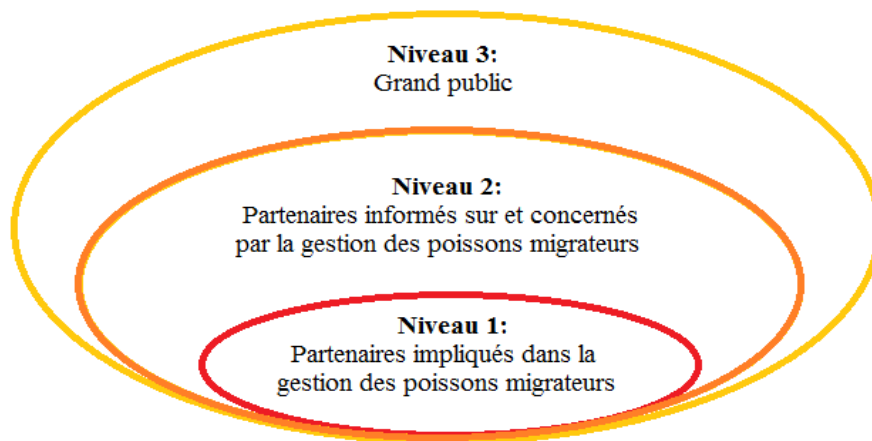 Niveau 3:
Grand public
Niveau 2:
Partenaires informés sur et concernés
par la gestion des poissons migrateurs
Niveau 1:
Partenaires impliqués dans la
gestion des poissons migrateurs